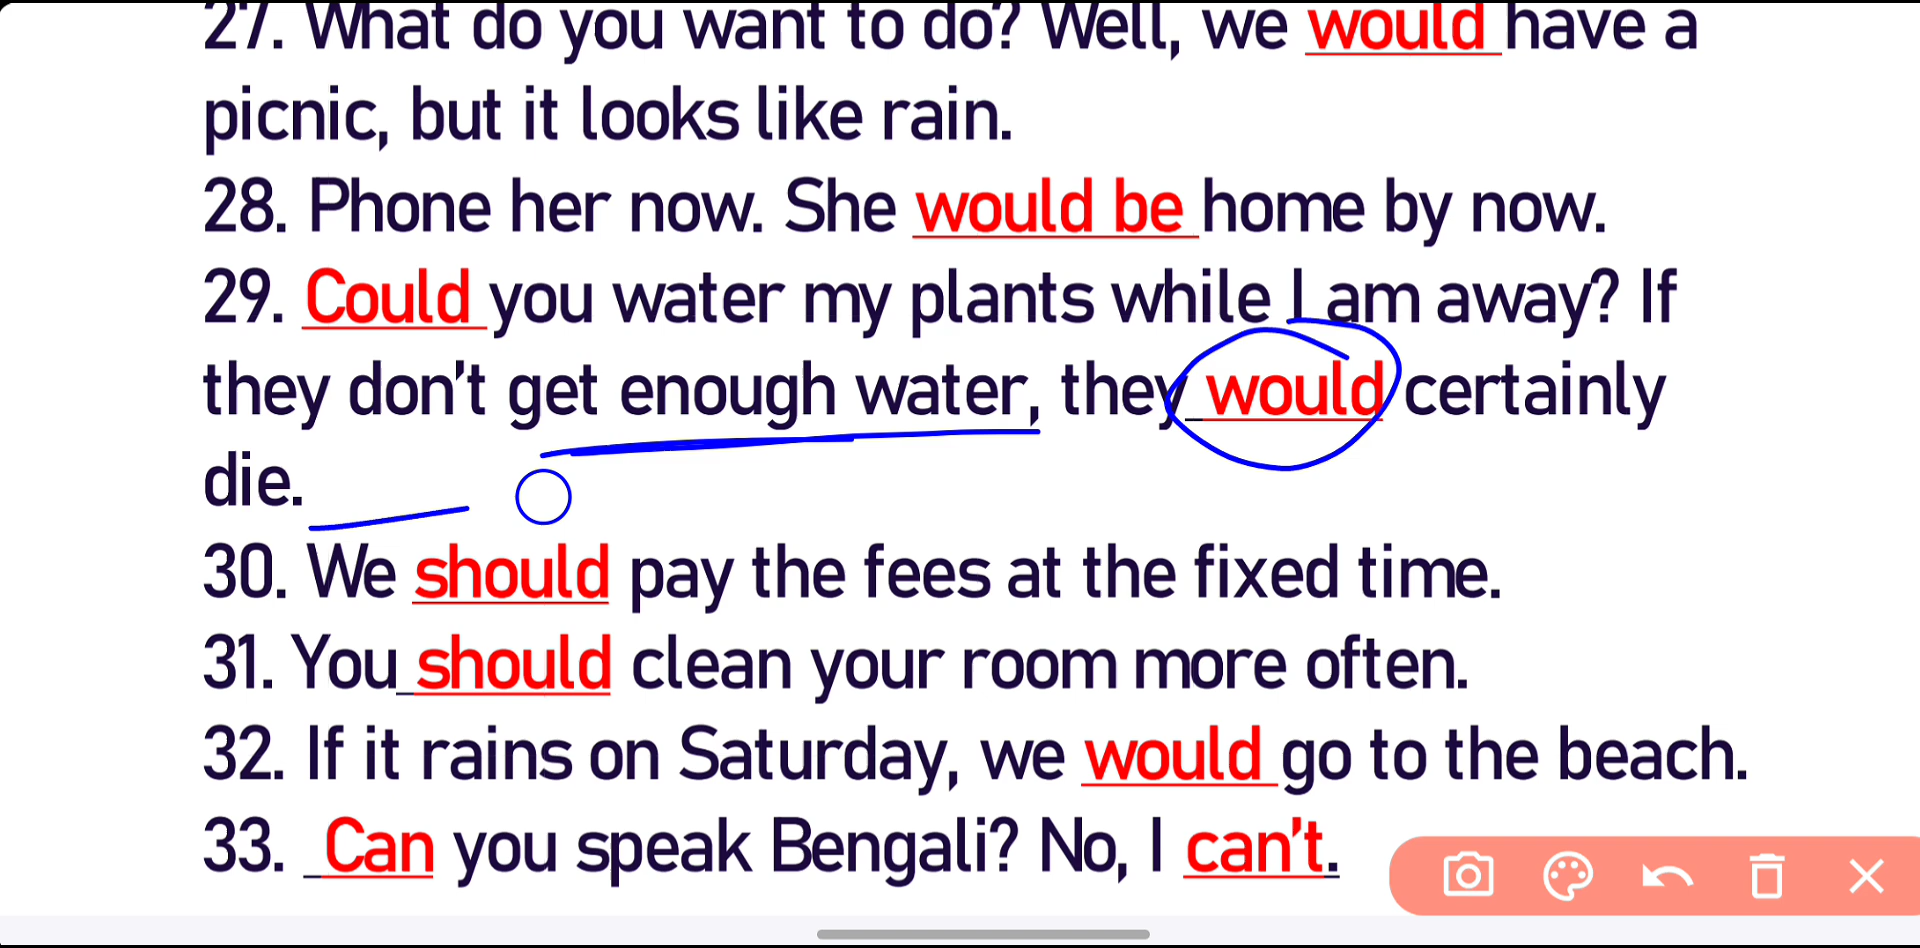 27. What do you want to do? Well, we would have a
picnic, but it looks like rain.
28. Phone her now. She would be home by now.
29. Could you water my plants while I am away? If
they don't get enough water, they would certainly
die.
30. We should pay the fees at the fixed time.
31. You should clean your room more often.
32. If it rains on Saturday, we would go to the beach.
33. Can you speak Bengali? No, I can't.